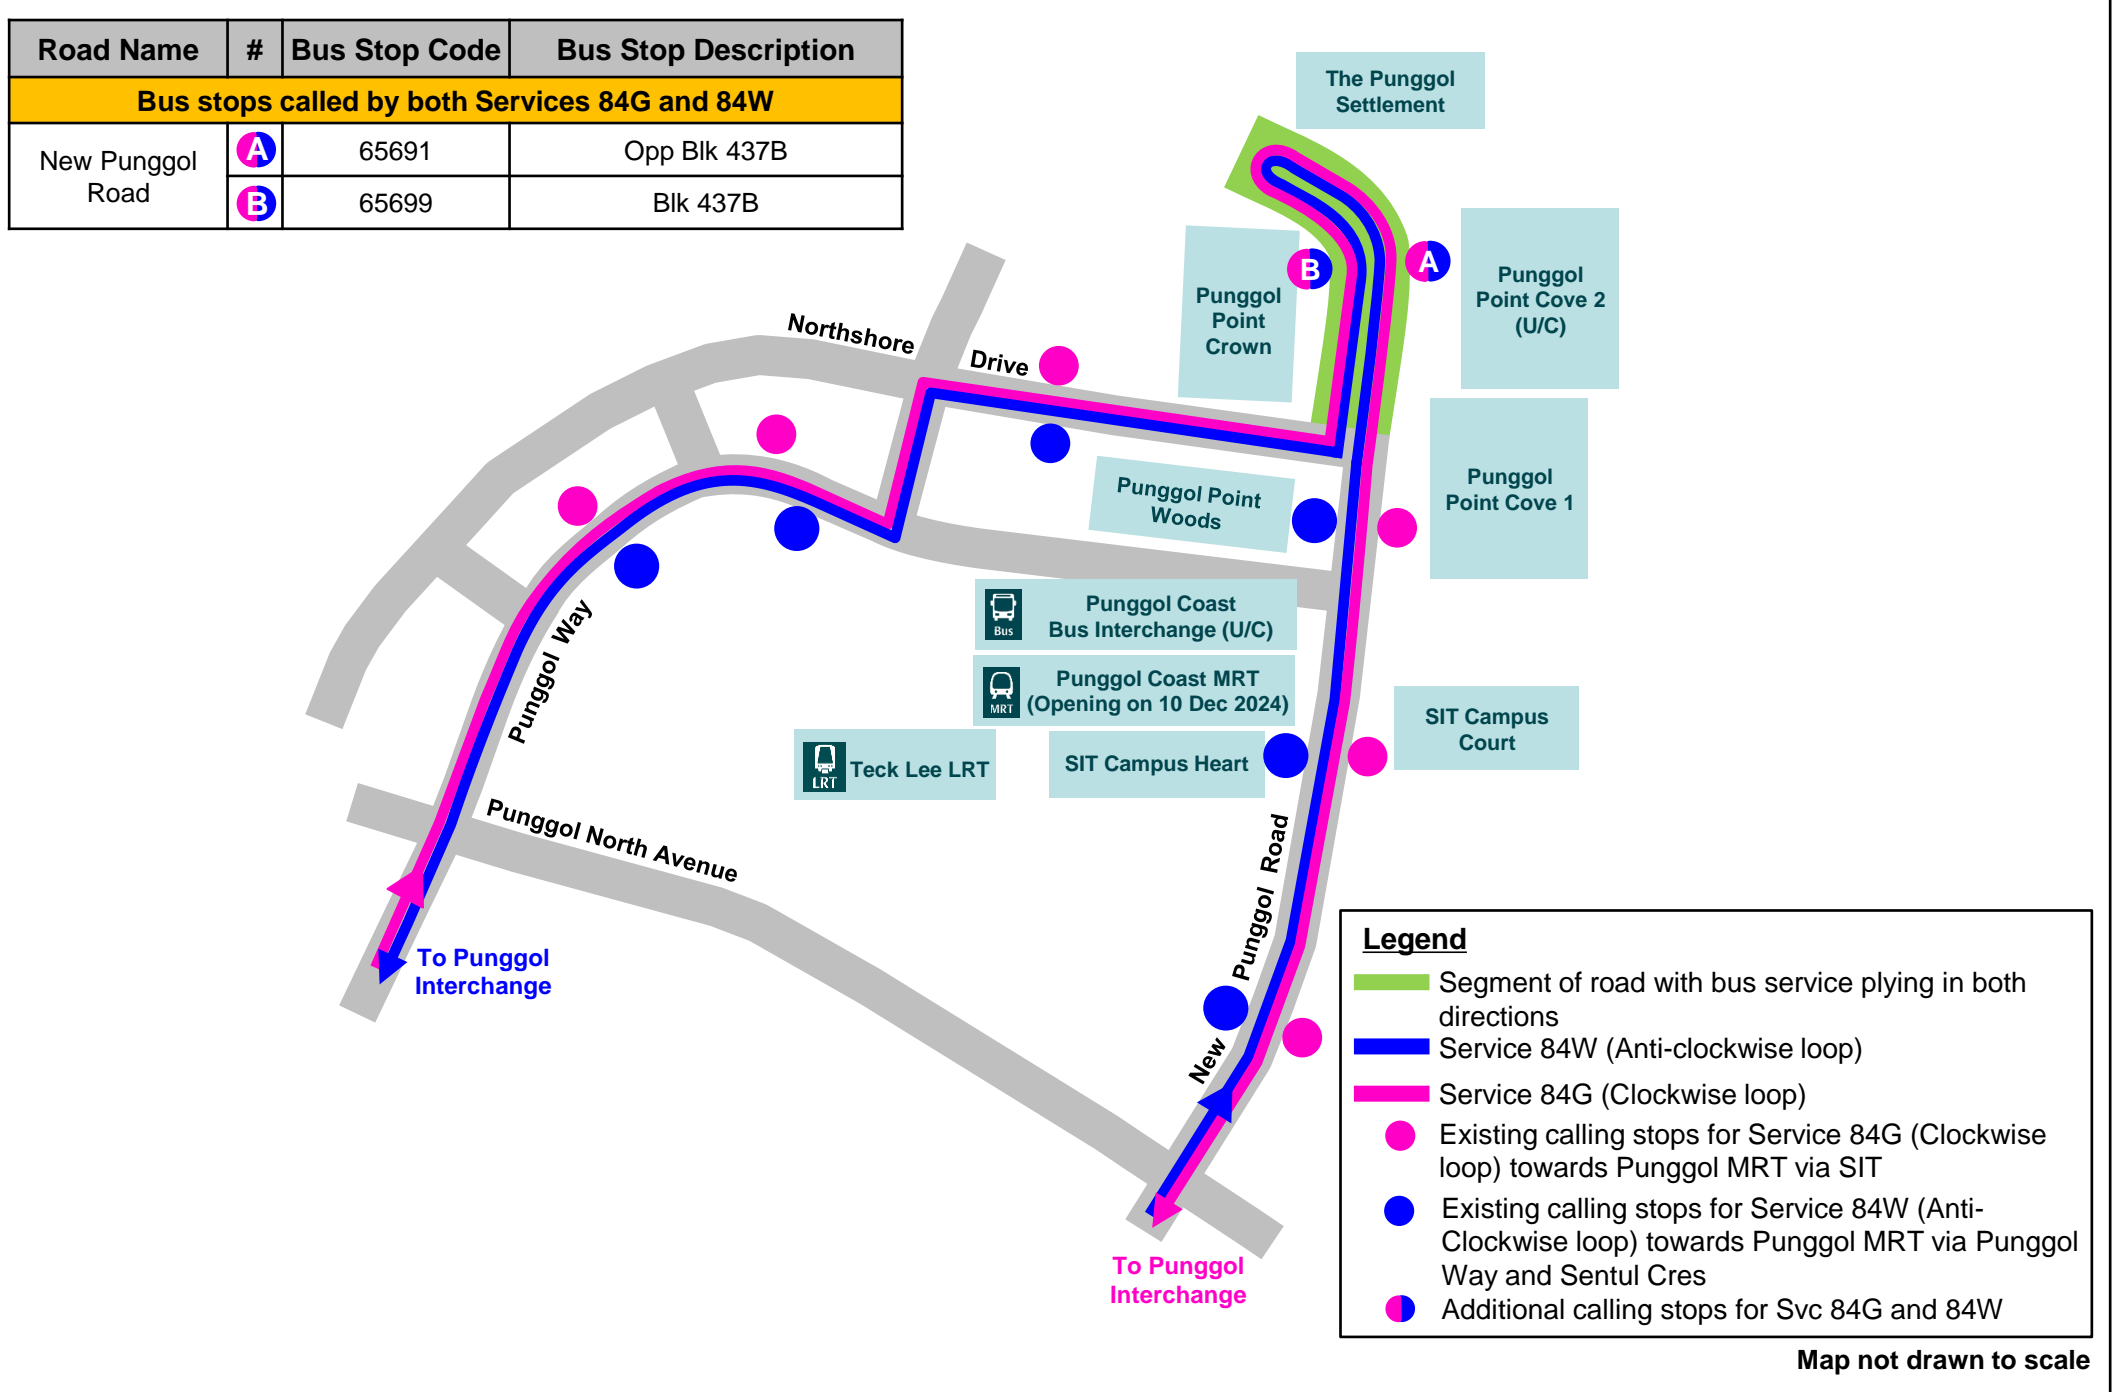 Road Name # Bus Stop Code Bus Stop Description
Bus stops called by both Services 84G and 84W
New Punggol
Road
A 65691 Opp Blk 437B
B 65699 Blk 437B
The Punggol
Settlement
B
A
Punggol
Point
Crown
Punggol
Point Cove 2
(U/C)
Northshore Drive
Punggol Point
Woods
Punggol
Point Cove 1
Bus
Punggol Coast
Bus Interchange (U/C)
MRT
Punggol Coast MRT
(Opening on 10 Dec 2024)
LRT
Teck Lee LRT
SIT Campus Heart
SIT Campus
Court
Punggol Way
Punggol North Avenue
New Punggol Road
To Punggol
Interchange
To Punggol
Interchange
Legend
Segment of road with bus service plying in both
directions
Service 84W (Anti-clockwise loop)
Service 84G (Clockwise loop)
Existing calling stops for Service 84G (Clockwise
loop) towards Punggol MRT via SIT
Existing calling stops for Service 84W (Anti-
Clockwise loop) towards Punggol MRT via Punggol
Way and Sentul Cres
Additional calling stops for Svc 84G and 84W
Map not drawn to scale